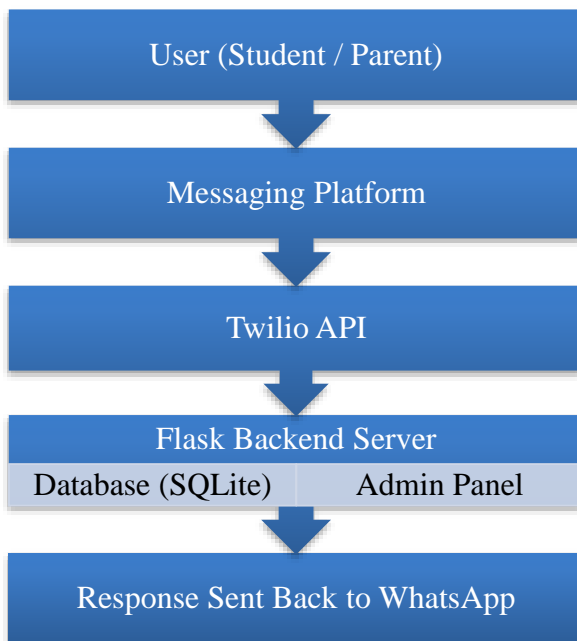 User (Student / Parent)
Messaging Platform
Twilio API
Flask Backend Server
Database (SQLite)
Admin Panel
Response Sent Back to WhatsApp